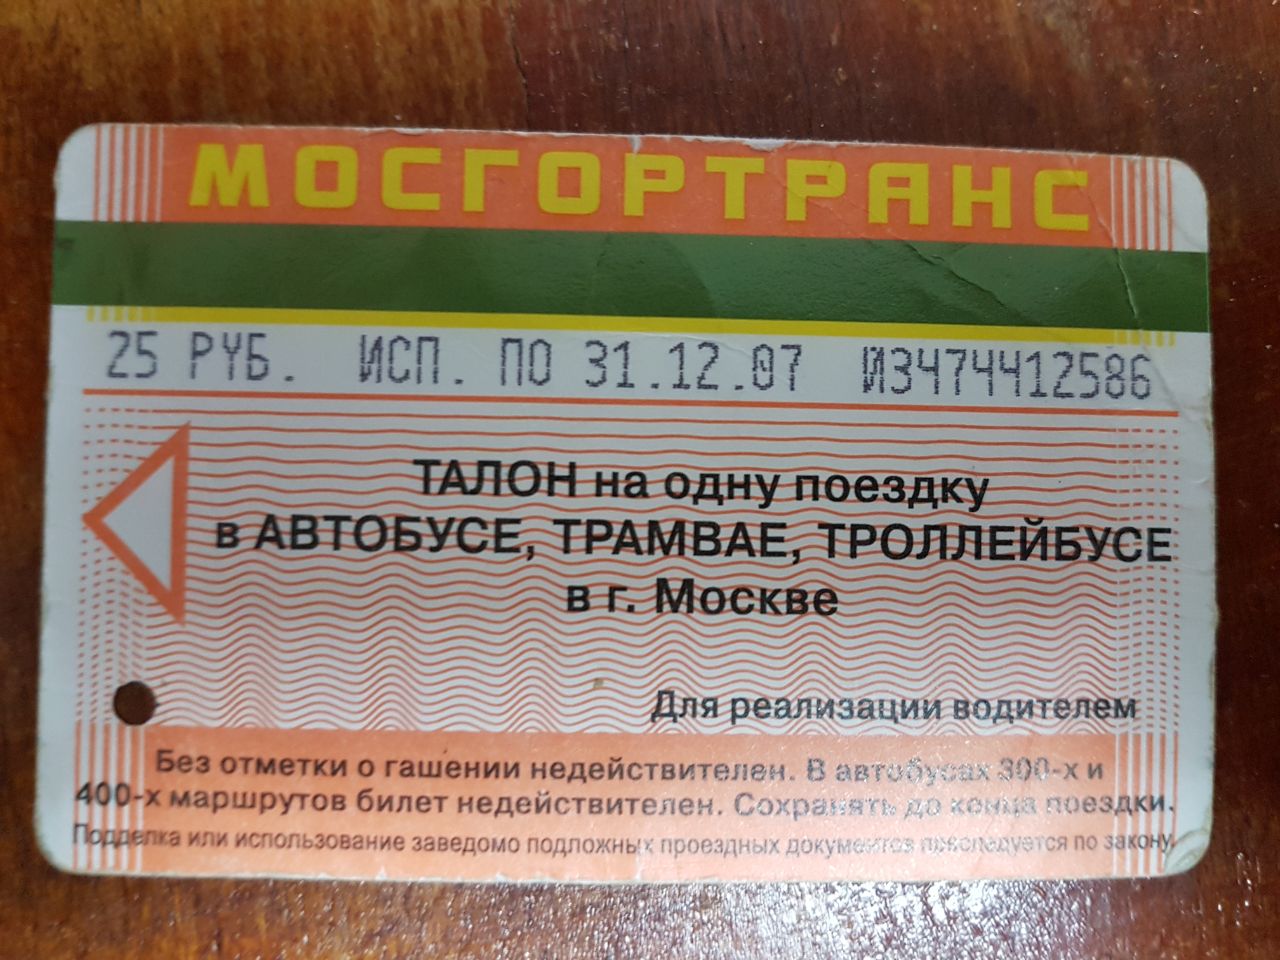 МОСГОРТРАНС
25 РУБ. ИСП. ПО 31.12.07 И3474412586
ТАЛОН на одну поездку
в АВТОБУСЕ, ТРАМВАЕ, ТРОЛЛЕЙБУСЕ
в г. Москве
Для реализации водителем
Без отметки о гашении недействителен. В автобусах 300-х и
400-х маршрутов билет недействителен. Сохранять до конца поездки.
Подделка или использование заведомо подложных проездных документов преследуется по закону.